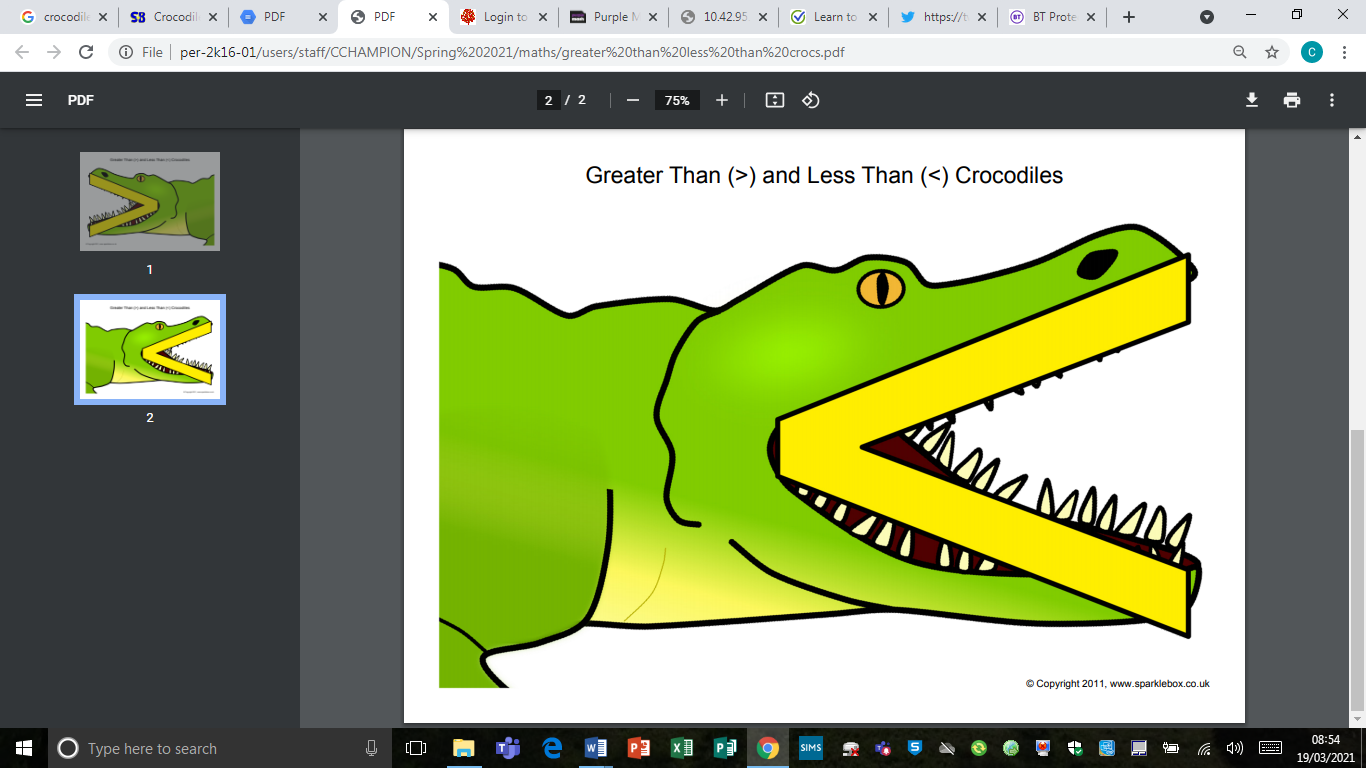 crocodile
Crocodil
PDF
PDF
Login to
Purple M
10.42.95
Learn to
https://t
BT Prote
File | per-2k16-01/users/staff/CCHAMPION/Spring%202021/maths/greater%20than%20less%20than%20crocs.pdf
C
PDF
2 / 2
75%
Greater Than (>) and Less Than (<) Crocodiles
1
2
© Copyright 2011, www.sparklebox.co.uk
Type here to search
SIMS
08:54
19/03/2021